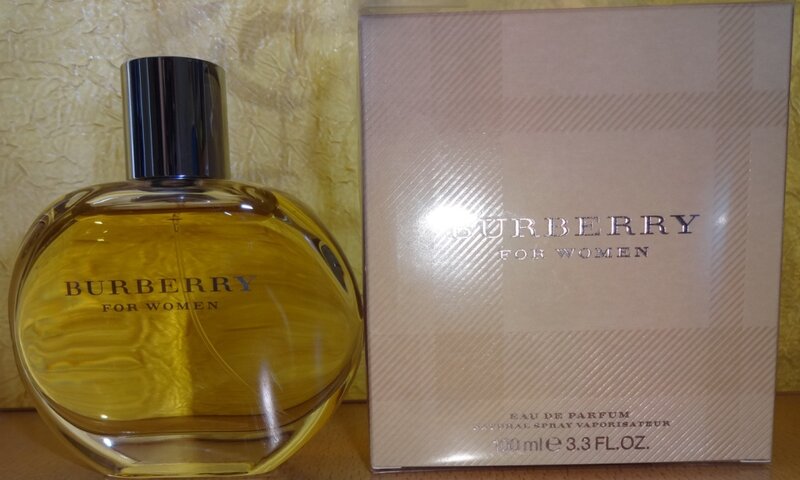 BURBERRY
FOR WOMEN
BURBERRY
FOR WOMEN
EAU DE PARFUM
NATURAL SPRAY VAPORISATEUR
100 ml e 3.3 FL.OZ.